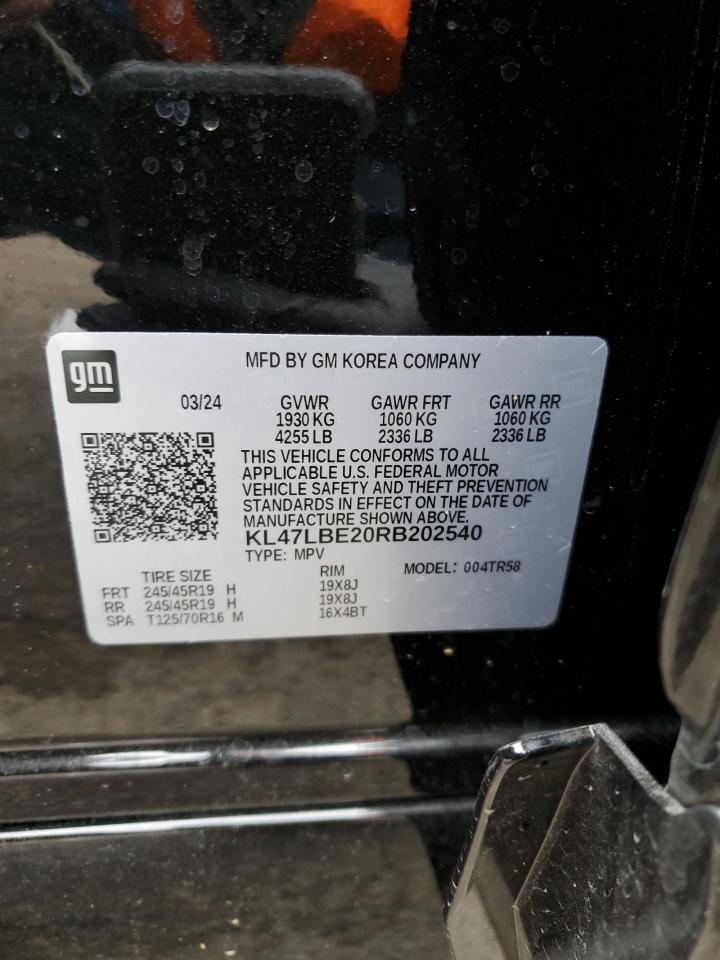 gm
MFD BY GM KOREA COMPANY
03/24 GVWR GAWR FRT GAWR RR
1930 KG 1060 KG 1060 KG
4255 LB 2336 LB 2336 LB
THIS VEHICLE CONFORMS TO ALL
APPLICABLE U.S. FEDERAL MOTOR
VEHICLE SAFETY AND THEFT PREVENTION
STANDARDS IN EFFECT ON THE DATE OF
MANUFACTURE SHOWN ABOVE.
KL47LBE20RB202540
TYPE: MPV MODEL: 004TR58
TIRE SIZE RIM
FRT 245/45R19 H 19X8J
RR 245/45R19 H 19X8J
SPA T125/70R16 M 16X4BT